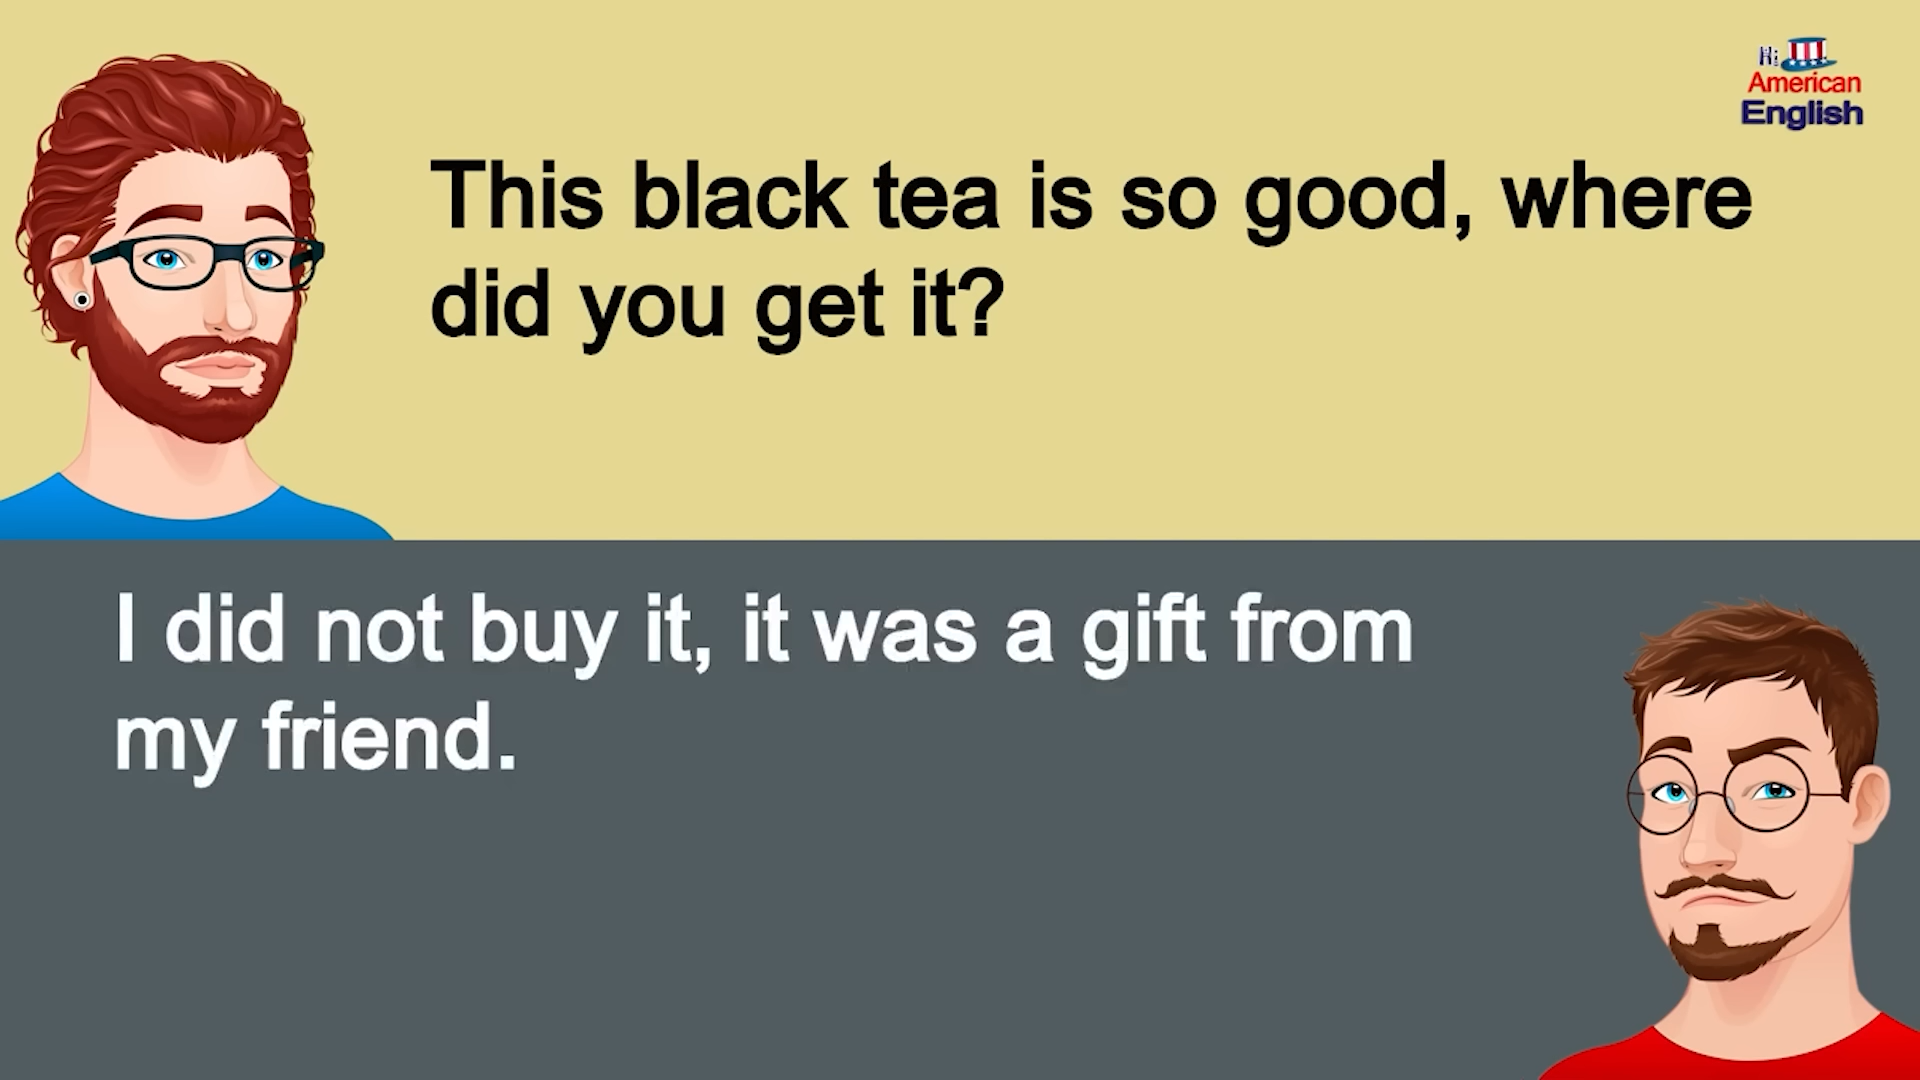 Hi
American
English
This black tea is so good, where
did you get it?
I did not buy it, it was a gift from
my friend.